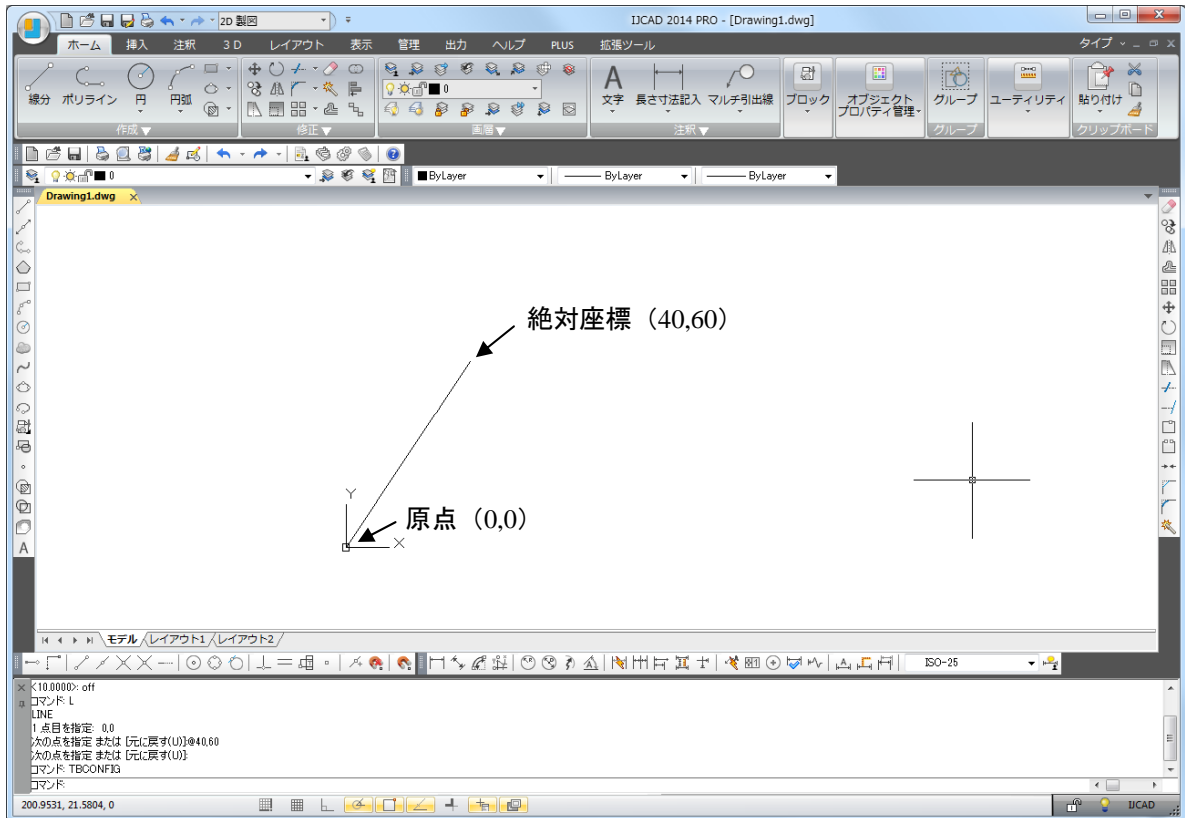 2D 製図
IJCAD 2014 PRO - [Drawing1.dwg]
ホーム 挿入 注釈 3 D レイアウト 表示 管理 出力 ヘルプ PLUS 拡張ツール タイプ
線分 ポリライン 円 円弧
0
A
文字 長さ寸法記入 マルチ引出線 ブロック オブジェクト プロパティ管理 グループ ユーティリティ 貼り付け
作成 修正 画層 注釈 グループ クリップボード
0 ByLayer ByLayer ByLayer
Drawing1.dwg X
絶対座標（40,60）
Y
原点（0,0）
X
A
モデル レイアウト1 レイアウト2
ISO-25
<10.0000>: off
コマンド: L
LINE
1 点目を指定: 0,0
次の点を指定 または [元に戻す(U)]:@40,60
次の点を指定 または [元に戻す(U)]:
コマンド: TBCONFIG
コマンド:
200.9531, 21.5804, 0
IJCAD